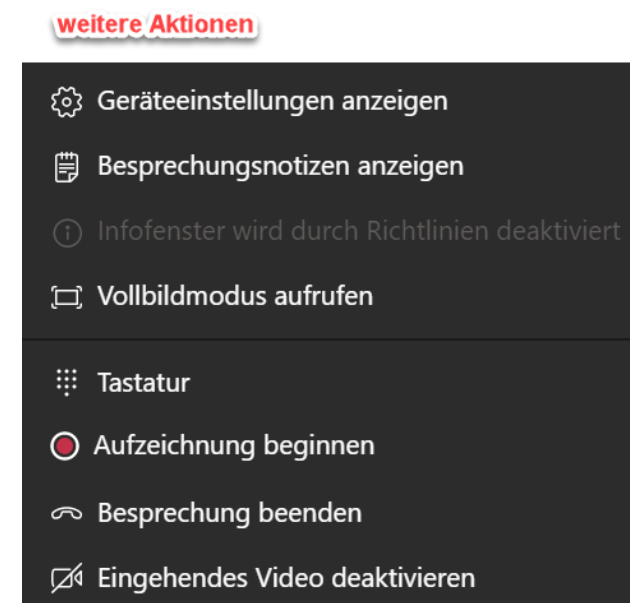 weitere Aktionen
Geräteeinstellungen anzeigen
Besprechungsnotizen anzeigen
Infofenster wird durch Richtlinien deaktiviert
Vollbildmodus aufrufen
Tastatur
Aufzeichnung beginnen
Besprechung beenden
Eingehendes Video deaktivieren